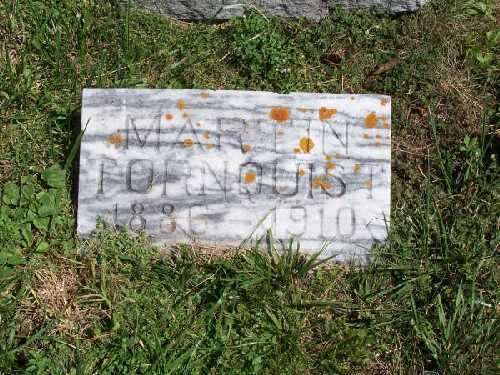 MARTIN
TORNQUIST
1886 - 1910